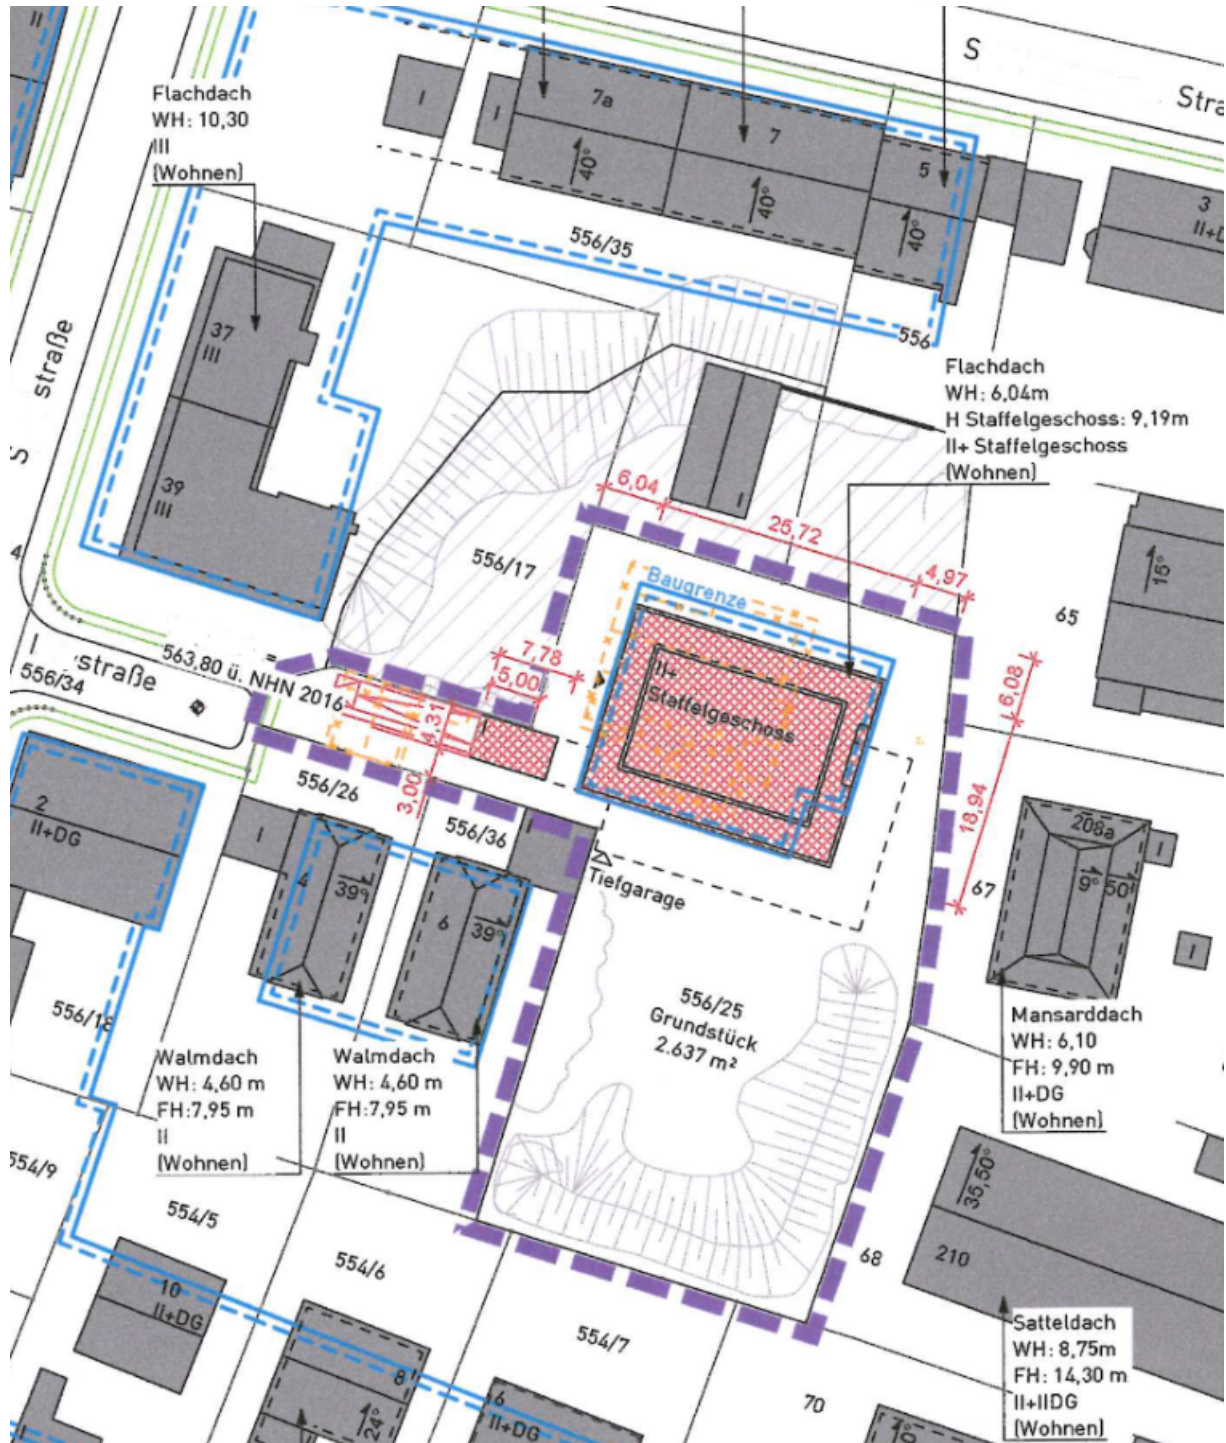 II
S
Stra
Flachdach
WH: 10,30
III
(Wohnen)
I
I
7a
7
5
3
II+D
40°
40°
40°
556/35
556
37
III
39
III
straße
S
4
Flachdach
WH: 6,04m
H Staffelgeschoss: 9,19m
II+ Staffelgeschoss
(Wohnen)
I
6,04
25,72
4,97
556/17
Baugrenze
65
15°
straße
556/34
563,80 ü. NHN 2016
7,78
5,00
4,31
3,00
I
II
I
II+
Staffelgeschoss
6,08
18,94
2
II+DG
556/26
556/36
I
4
39°
6
39°
Tiefgarage
67
208a
9°
50°
I
I
556/18
556/25
Grundstück
2.637 m²
Mansarddach
WH: 6,10
FH: 9,90 m
II+DG
(Wohnen)
Walmdach
WH: 4,60 m
FH:7,95 m
II
(Wohnen)
Walmdach
WH: 4,60 m
FH:7,95 m
II
(Wohnen)
554/9
554/5
554/6
554/7
35,50°
210
68
10
II+DG
8
24°
6
II+DG
70
Satteldach
WH: 8,75m
FH: 14,30 m
II+IIDG
(Wohnen)